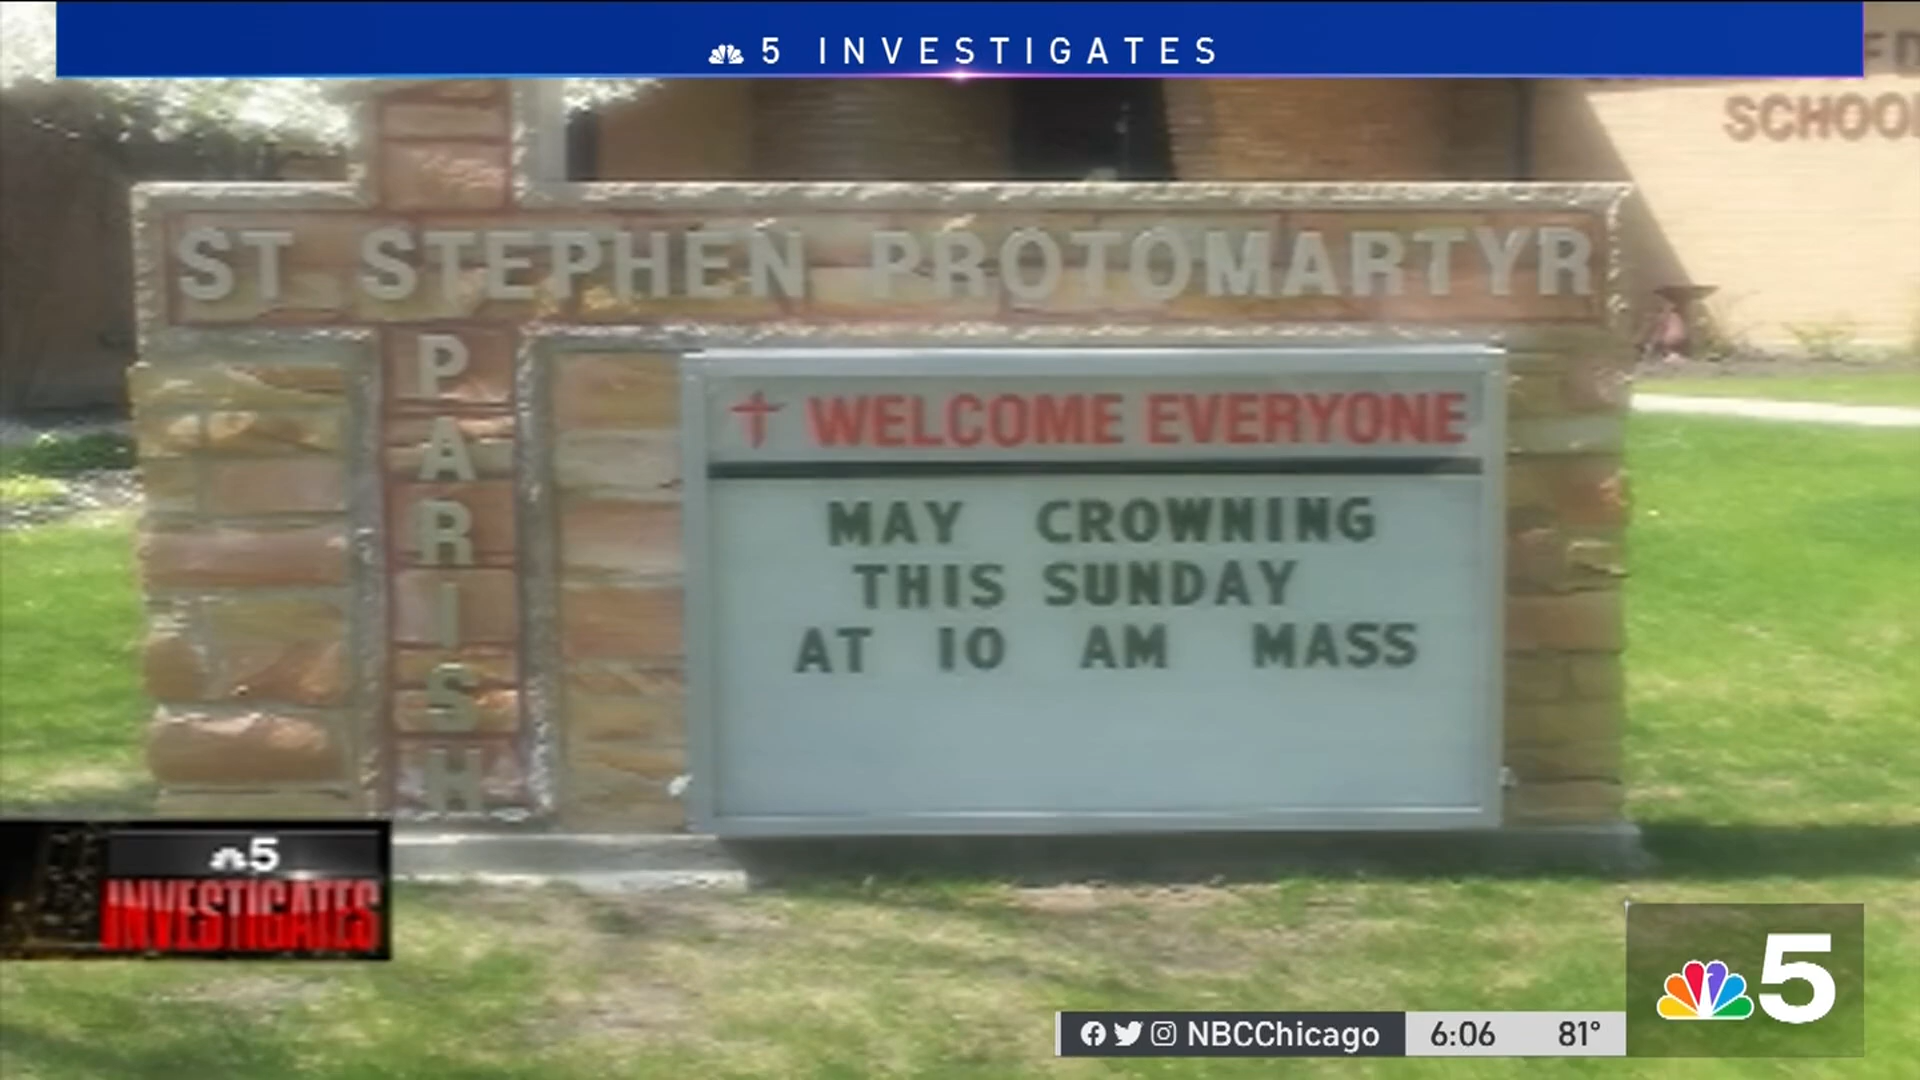 5 INVESTIGATES
SCHOOL
ST. STEPHEN PROTOMARTYR
PARISH
WELCOME EVERYONE
MAY CROWNING
THIS SUNDAY
AT 10 AM MASS
5
INVESTIGATES
5
NBCChicago 6:06 81°